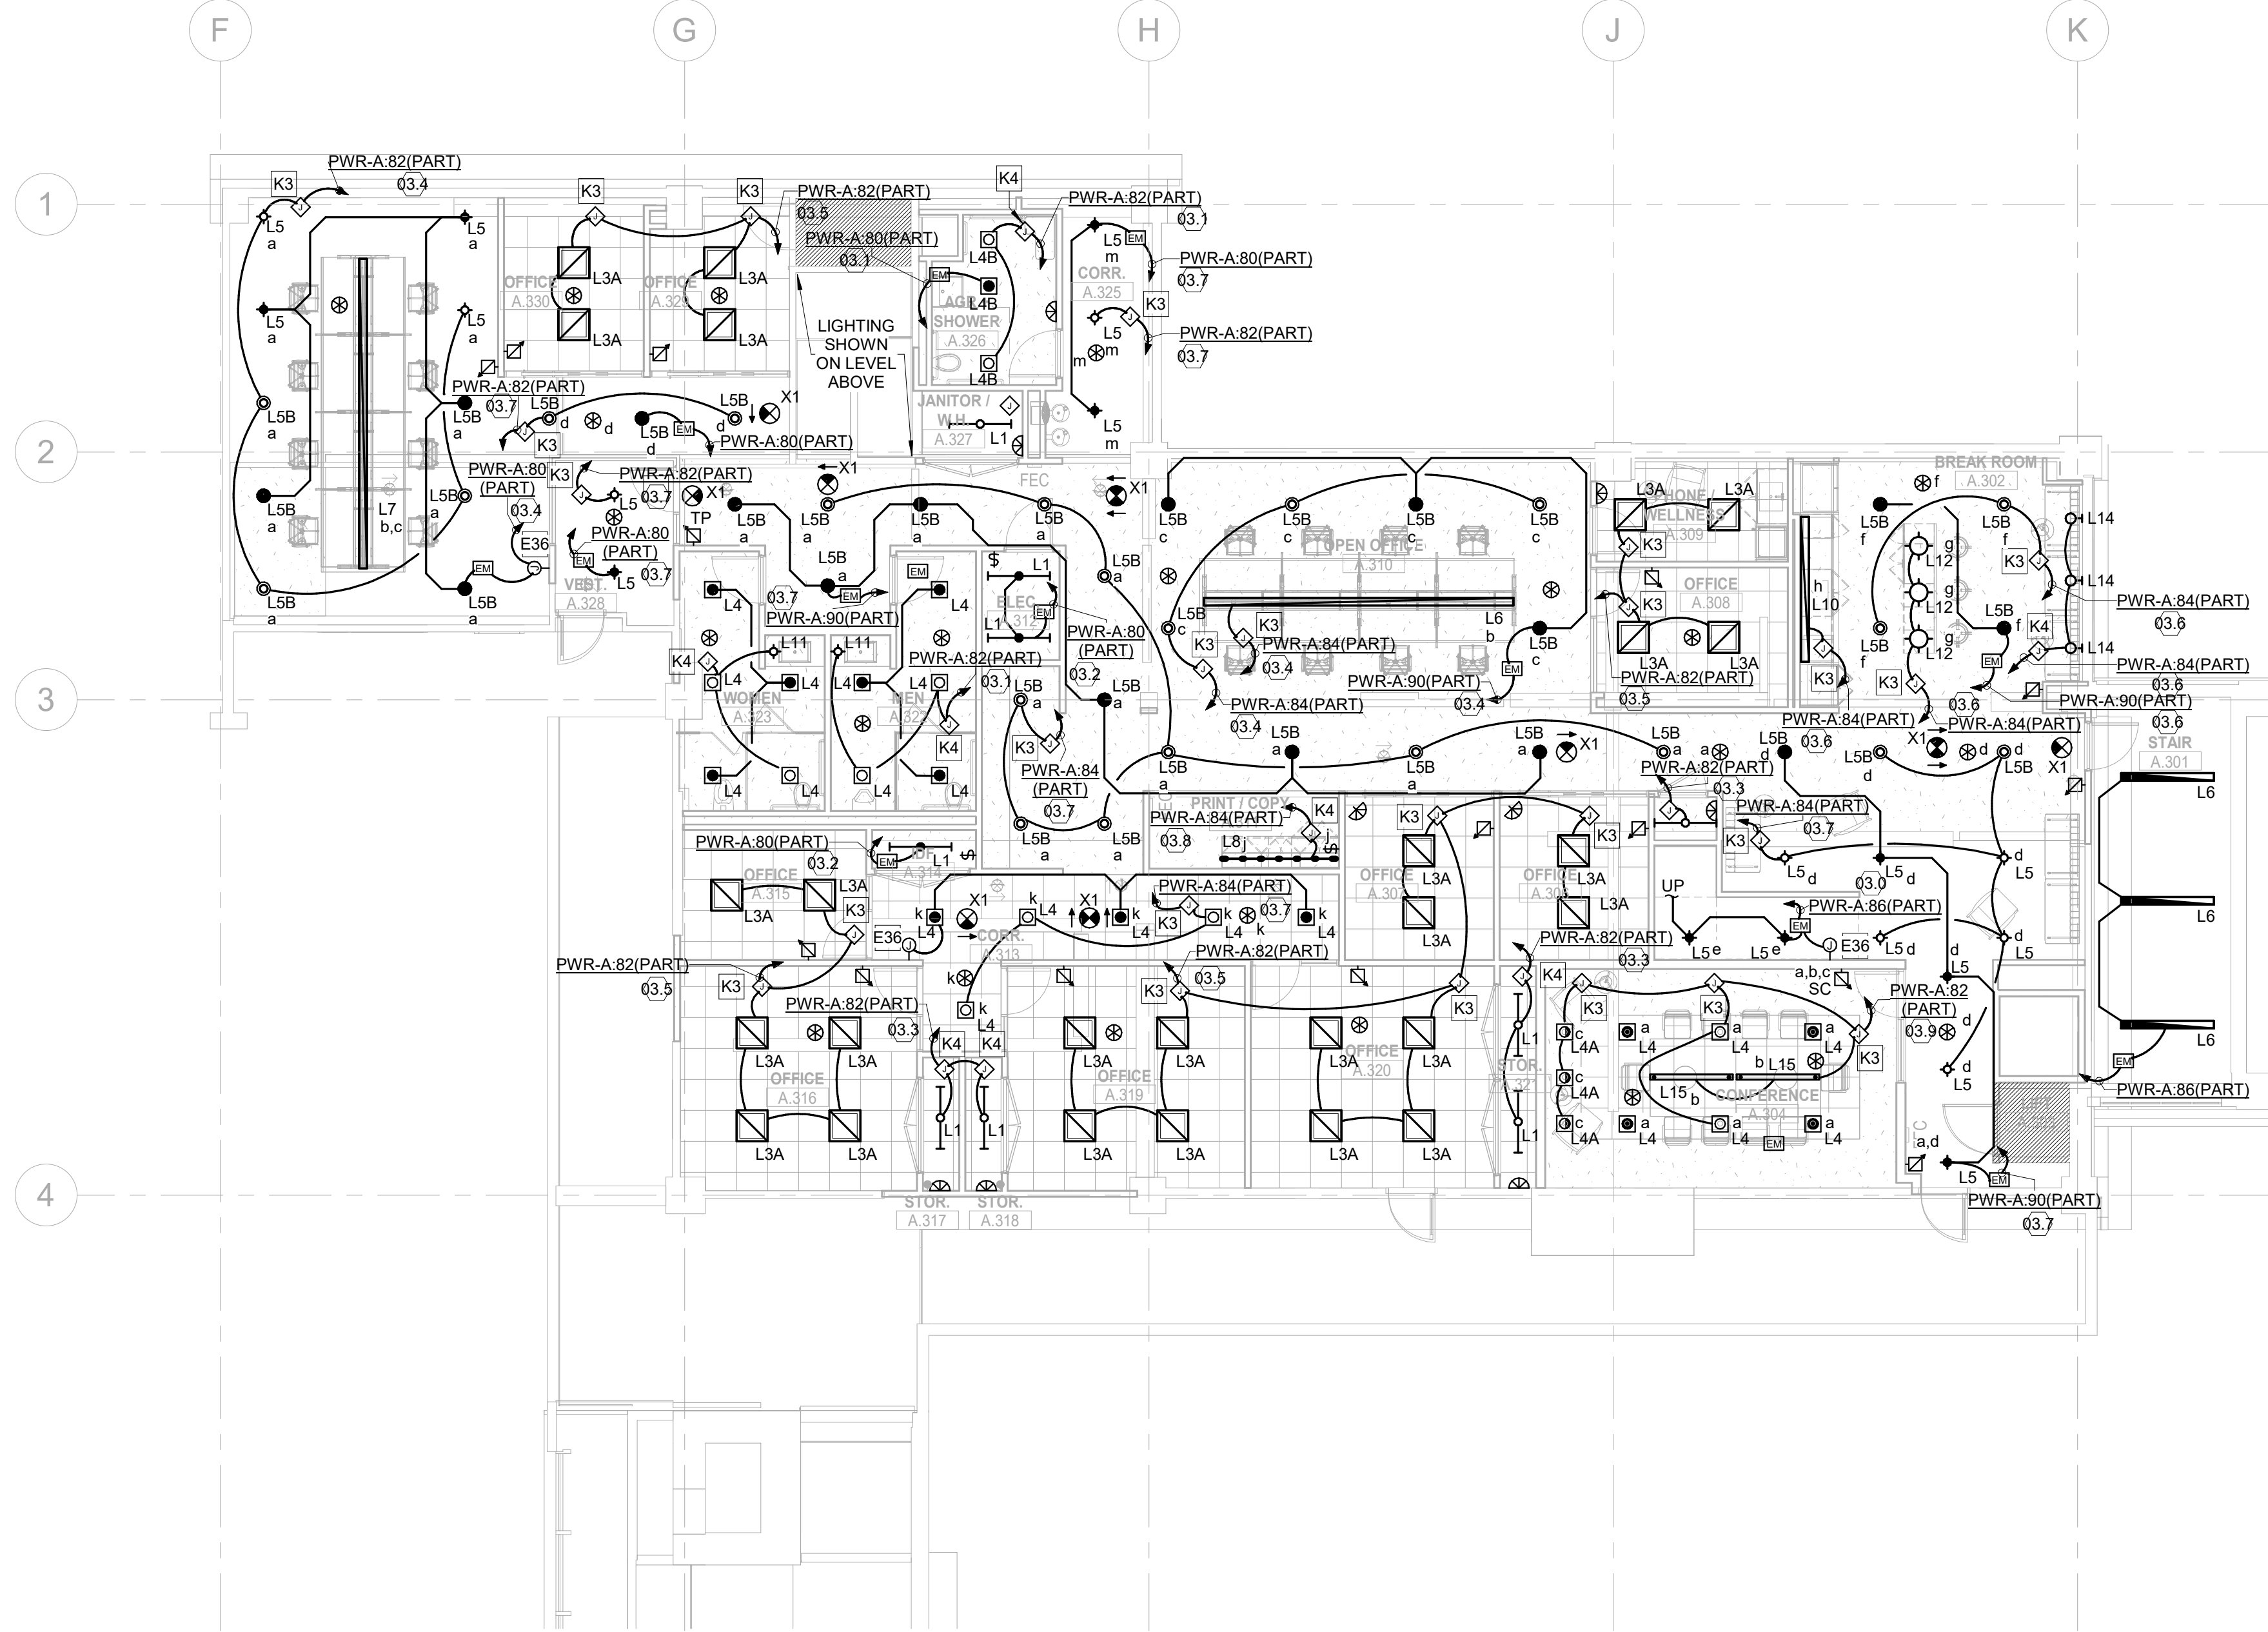 F
G
H
J
K
1
2
3
4
PWR-A:82(PART)
03.4
K3
K3
K3
K4
PWR-A:82(PART)
03.5
PWR-A:82(PART)
03.1
PWR-A:80(PART)
03.1
J
J
J
J
L5
a
L5
a
L5
a
L5
a
L3A
L3A
L3A
L3A
OFFICE
A.330
OFFICE
A.329
L4B
EM
L4B
L4B
SHOWER
A.326
L5
m
EM
PWR-A:80(PART)
03.7
CORR.
A.325
K3
J
L5
m
PWR-A:82(PART)
03.7
m
L5
m
LIGHTING
SHOWN
ON LEVEL
ABOVE
JANITOR /
W.H.
A.327
J
L1
PWR-A:82(PART)
03.7
L5B
a
L5B
a
L5B
d
L5B
d
L5B
d
d
EM
K3
J
X1
PWR-A:80(PART)
PWR-A:80
(PART)
03.4
K3
PWR-A:82(PART)
03.7
L5
X1
X1
TP
PWR-A:80
(PART)
03.7
EM
L5
E36
EM
VEST.
A.328
L7
b,c
L5B
a
L5B
a
L5B
a
L5B
a
FEC
X1
L5B
a
L5B
a
L5B
a
L5B
a
L5B
a
L5B
a
EM
03.7
PWR-A:90(PART)
EM
$
L1
L1
ELEC.
A.312
EM
PWR-A:80
(PART)
03.2
L4
L4
L11
L11
K4
L4
L4
L4
L4
WOMEN
A.323
MEN
A.322
PWR-A:82(PART)
03.1
K4
L4
L4
L4
L4
L5B
a
L5B
a
K3
PWR-A:84
(PART)
03.7
L5B
a
L5B
a
L5B
c
L5B
c
L5B
c
L5B
c
OPEN OFFICE
A.310
L6
b
L5B
c
K3
PWR-A:84(PART)
03.4
K3
PWR-A:84(PART)
03.4
L5B
c
EM
PWR-A:90(PART)
03.4
L3A
L3A
PHONE /
WELLNESS
A.309
K3
K3
OFFICE
A.308
L3A
L3A
PWR-A:82(PART)
03.5
h
L10
K3
PWR-A:84(PART)
03.6
BREAK ROOM
A.302
f
L5B
f
L5B
f
g
L12
g
L12
g
L12
K3
L5B
f
L5B
f
K3
03.6
PWR-A:84(PART)
EM
K4
L14
L14
L14
PWR-A:84(PART)
03.6
PWR-A:84(PART)
03.6
PWR-A:90(PART)
03.6
L5B
a
L5B
a
L5B
a
L5B
a
X1
L5B
a
a
L5B
d
L5B
d
X1
d
d
L5B
X1
STAIR
A.301
L6
L6
L6
EM
PWR-A:86(PART)
PRINT / COPY
PWR-A:84(PART)
03.8
K4
L8
j
j
$
PWR-A:82(PART)
03.3
PWR-A:84(PART)
03.7
K3
L5
d
L5
d
03.0
d
L5
L5
d
d
L5
UP
L5
e
L5
e
PWR-A:86(PART)
EM
E36
PWR-A:80(PART)
03.2
EM
L1
$
IDF
A.314
OFFICE
A.315
L3A
L3A
K3
k
L4
X1
E36
k
L4
CORR.
A.313
X1
k
L4
PWR-A:84(PART)
03.7
K3
k
L4
k
k
L4
k
k
L4
K3
L3A
L3A
OFFICE
A.307
K3
L3A
L3A
OFFICE
PWR-A:82(PART)
03.5
PWR-A:82(PART)
03.3
PWR-A:82(PART)
03.5
K3
PWR-A:82(PART)
03.3
K4
K4
L3A
L3A
L3A
L3A
OFFICE
A.316
L1
L1
STOR.
A.317
STOR.
A.318
K3
L3A
L3A
L3A
L3A
OFFICE
A.319
K3
L3A
L3A
L3A
L3A
OFFICE
A.320
L1
L1
STOR.
K4
K3
K3
a,b,c
SC
PWR-A:82
(PART)
03.9
c
L4A
c
L4A
c
L4A
a
L4
a
L4
a
L4
a
L4
a
L4
a
L4
b
L15
L15
b
CONFERENCE
A.304
EM
K3
d
L5
d
d
L5
a,d
L5
EM
PWR-A:90(PART)
03.7